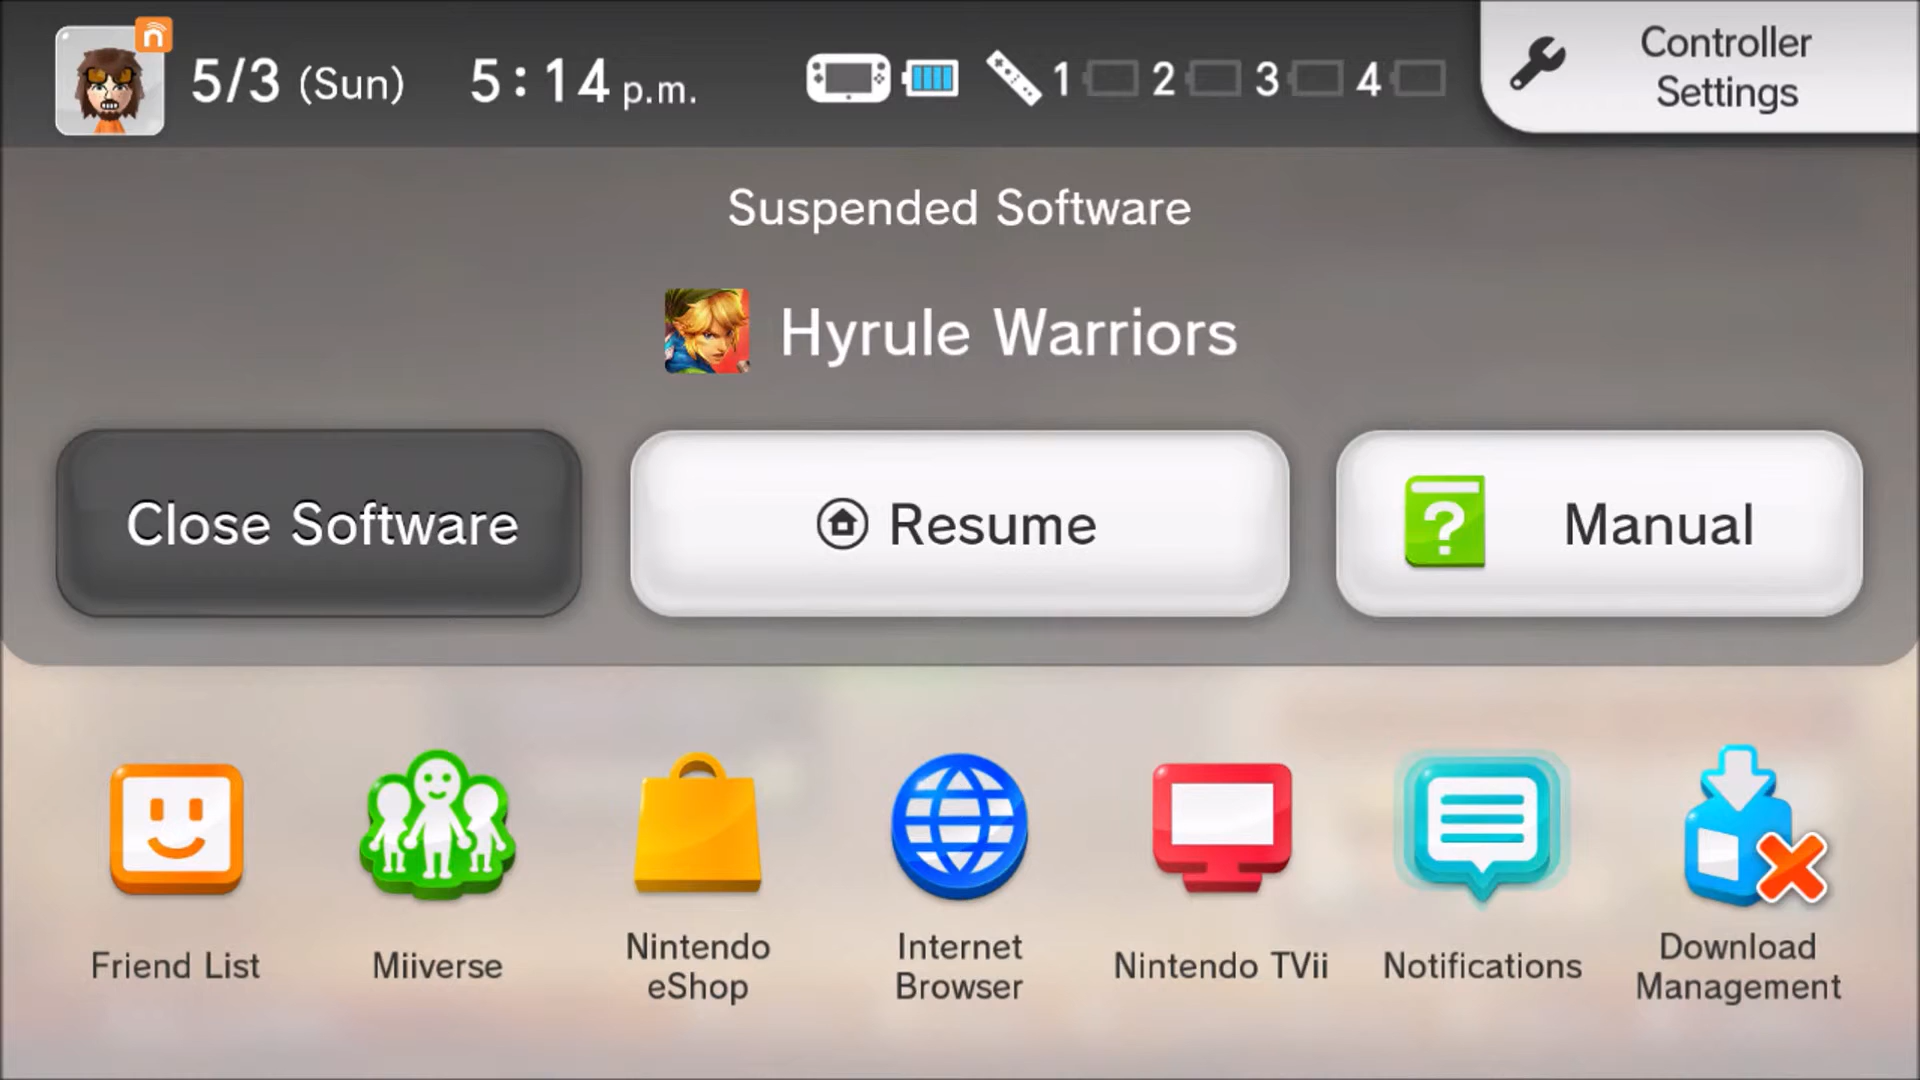 5/3 (Sun) 5:14 p.m. 1 2 3 4
Controller
Settings
Suspended Software
Hyrule Warriors
Close Software
Resume
? Manual
Friend List
Miiverse
Nintendo
eShop
Internet
Browser
Nintendo TVii
Notifications
Download
Management